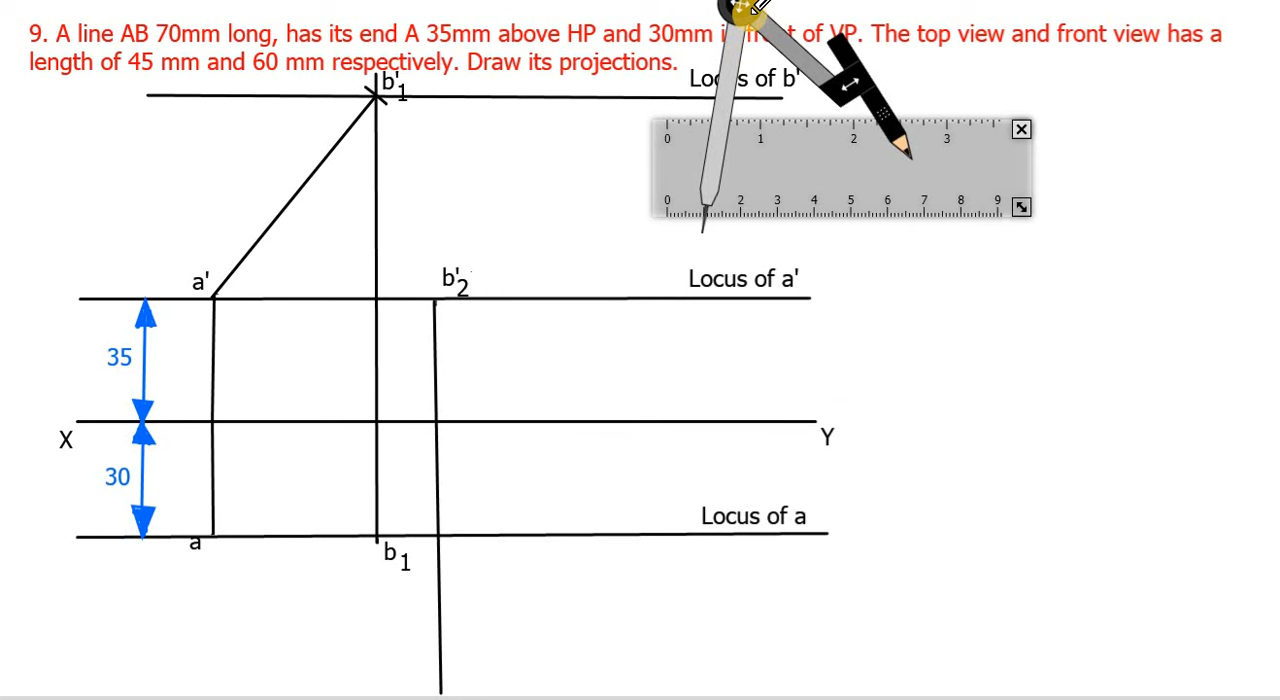 9. A line AB 70mm long, has its end A 35mm above HP and 30mm of VP. The top view and front view has a
length of 45 mm and 60 mm respectively. Draw its projections.
b'1
Locus of b'
0 1 2 3
0 2 3 4 5 6 7 8 9
a'
b'2
Locus of a'
35
X
Y
30
Locus of a
a
b1